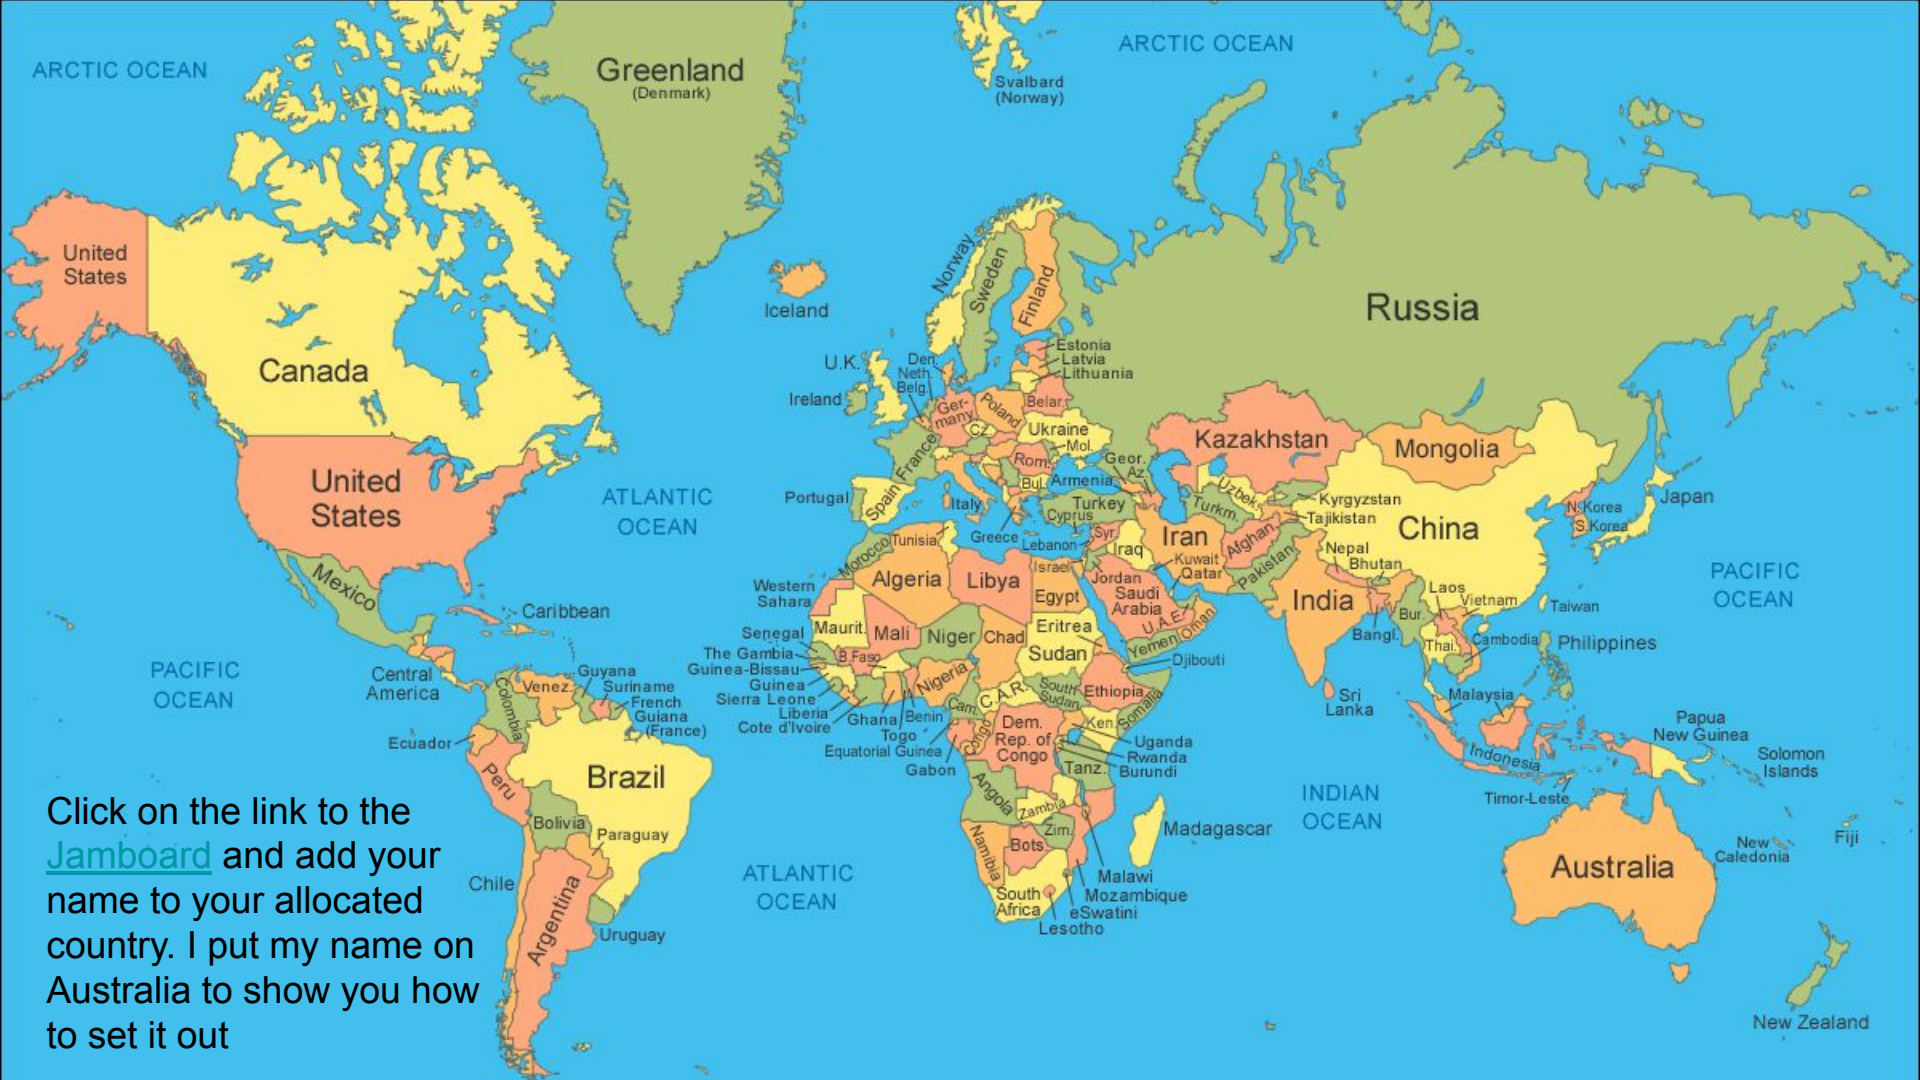 ARCTIC OCEAN
Greenland
(Denmark)
Svalbard
(Norway)
ARCTIC OCEAN
United
States
Canada
Iceland
Norway
Sweden
Finland
Russia
Estonia
Latvia
Lithuania
U.K.
Ireland
Den.
Neth.
Belg.
Ger-
many
Poland
Belar.
Cz.
Ukraine
Mol.
France
Rom.
Bul.
Spain
Portugal
Italy
Greece
Geor.
Az.
Armenia
Turkey
Cyprus
Lebanon
Syr.
Israel
Iraq
Iran
Jordan
Kuwait
Qatar
Saudi
Arabia
U.A.E.
Oman
Yemen
Kazakhstan
Uzbek.
Turkm.
Kyrgyzstan
Tajikistan
Afghan.
Pakistan
Mongolia
China
N.Korea
S.Korea
Japan
Nepal
Bhutan
India
Bangl.
Bur.
Laos
Vietnam
Thai.
Cambodia
Taiwan
Philippines
Sri
Lanka
Malaysia
Indonesia
Timor-Leste
Papua
New Guinea
Solomon
Islands
PACIFIC
OCEAN
INDIAN
OCEAN
Australia
New
Caledonia
Fiji
New Zealand
United
States
ATLANTIC
OCEAN
Mexico
Caribbean
Central
America
PACIFIC
OCEAN
Guyana
Suriname
French
Guiana
(France)
Venez.
Colombia
Ecuador
Peru
Brazil
Bolivia
Paraguay
Chile
Argentina
Uruguay
ATLANTIC
OCEAN
Morocco
Tunisia
Algeria
Libya
Egypt
Western
Sahara
Maurit.
Mali
Niger
Chad
Eritrea
Sudan
Djibouti
Senegal
The Gambia
Guinea-Bissau
Guinea
Sierra Leone
Liberia
Cote d'Ivoire
B.Faso
Ghana
Togo
Benin
Nigeria
Equatorial Guinea
Gabon
Cam.
C.A.R.
South
Sudan
Ethiopia
Somalia
Congo
Dem.
Rep. of
Congo
Ken.
Uganda
Rwanda
Burundi
Tanz.
Angola
Zambia
Zim.
Namibia
Bots.
South
Africa
Malawi
Mozambique
eSwatini
Lesotho
Madagascar
Click on the link to the
Jamboard and add your
name to your allocated
country. I put my name on
Australia to show you how
to set it out